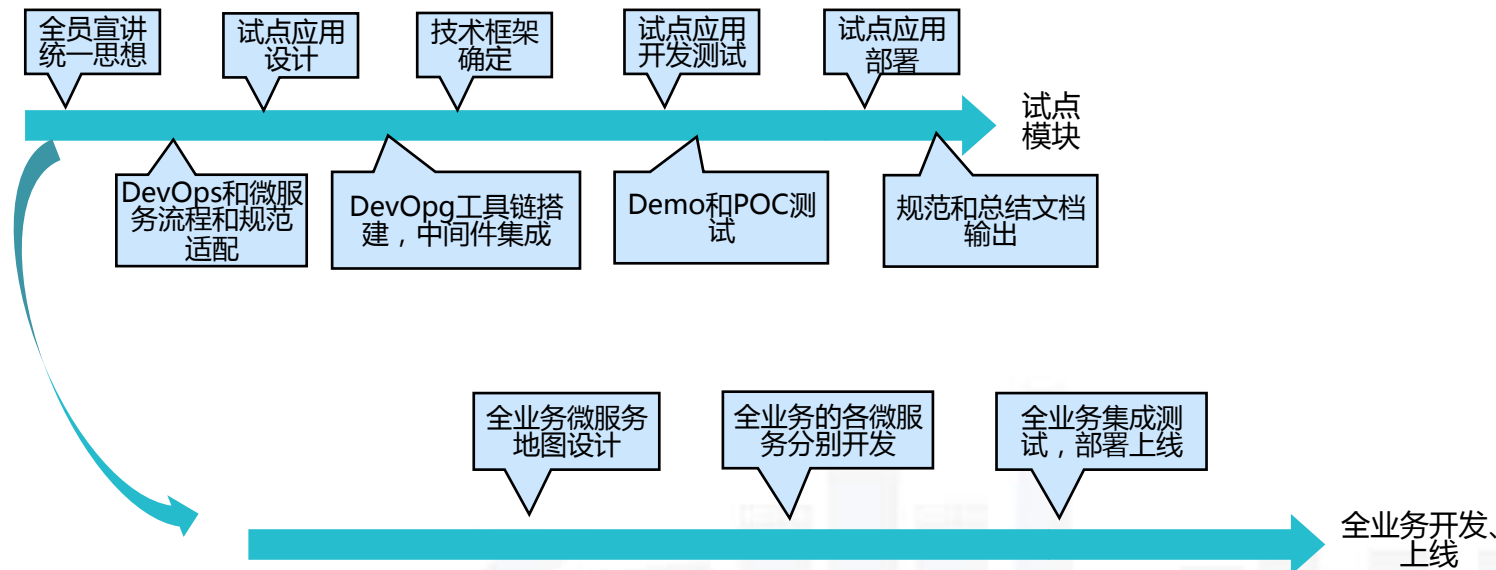 全员宣讲
统一思想
试点应用
设计
技术框架
确定
试点应用
开发测试
试点应用
部署
试点
模块
DevOps和微服
务流程和规范
适配
DevOpg工具链搭
建，中间件集成
Demo和POC测
试
规范和总结文档
输出
全业务微服务
地图设计
全业务的各微服
务分别开发
全业务集成测
试，部署上线
全业务开发、
上线